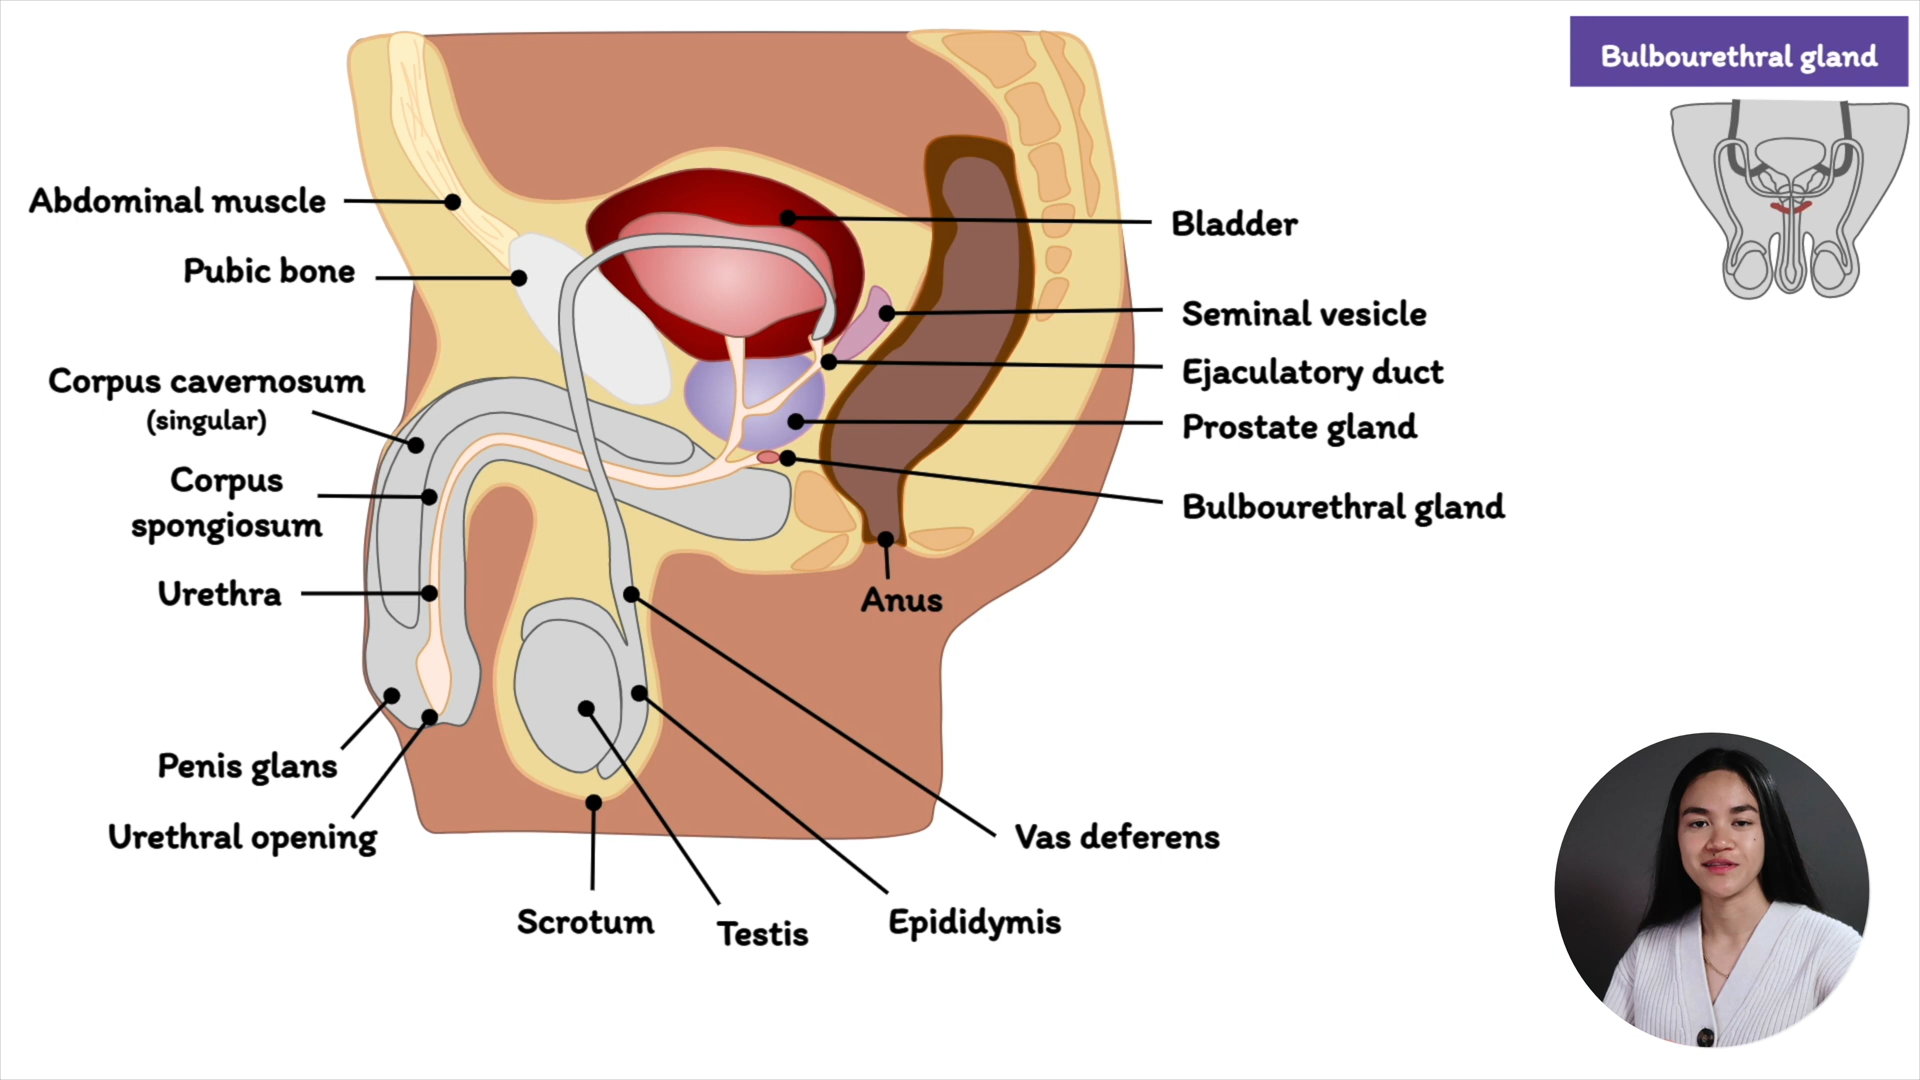 Bulbourethral gland
Abdominal muscle
Pubic bone
Corpus cavernosum
(singular)
Corpus
spongiosum
Urethra
Penis glans
Urethral opening
Scrotum
Testis
Epididymis
Vas deferens
Anus
Bladder
Seminal vesicle
Ejaculatory duct
Prostate gland
Bulbourethral gland